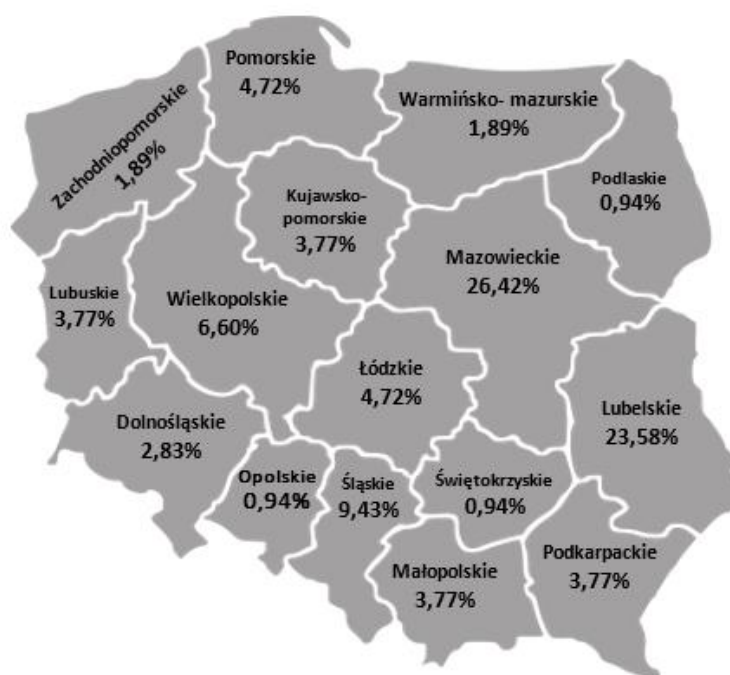 Pomorskie
4,72%
Warmińsko- mazurskie
1,89%
Zachodniopomorskie
1,89%
Podlaskie
0,94%
Kujawsko-
pomorskie
3,77%
Mazowieckie
26,42%
Lubuskie
3,77%
Wielkopolskie
6,60%
Łódzkie
4,72%
Lubelskie
23,58%
Dolnośląskie
2,83%
Opolskie
0,94%
Śląskie
9,43%
Świętokrzyskie
0,94%
Podkarpackie
3,77%
Małopolskie
3,77%